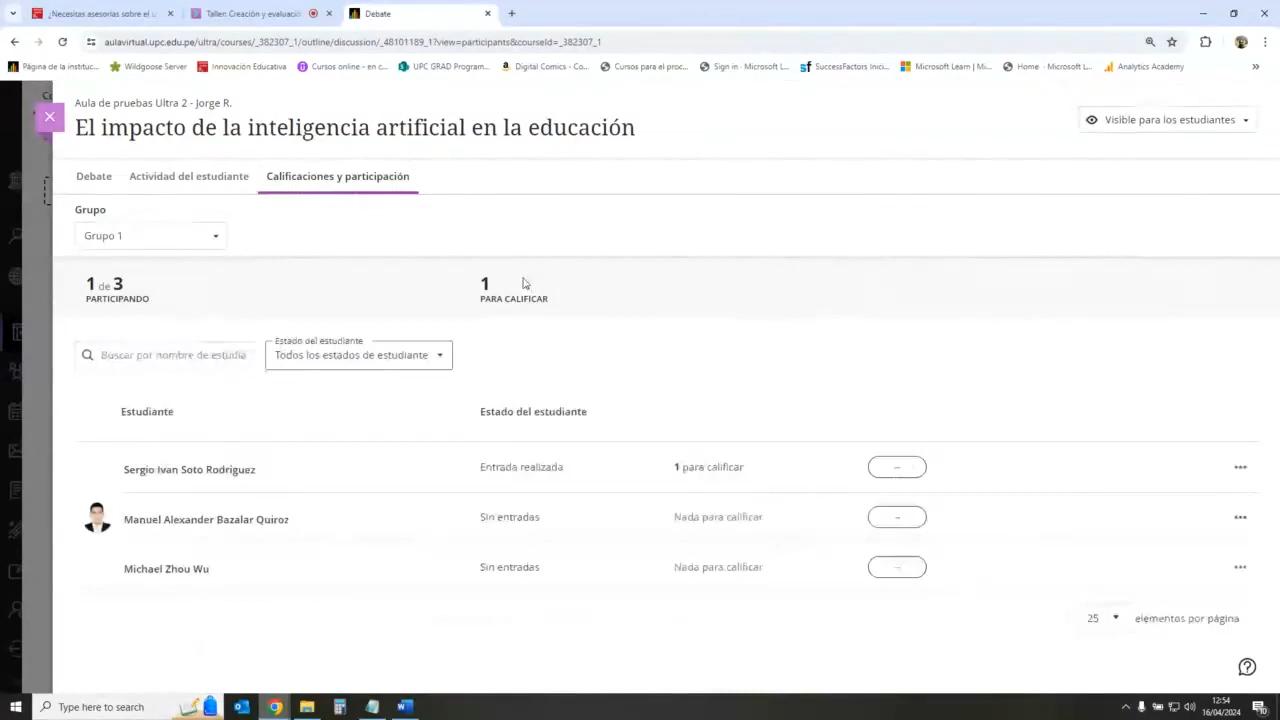 ¿Necesitas asesorías sobre el u
Taller: Creación y evaluació
Debate
aulavirtual.upc.edu.pe/ultra/courses/_382307_1/outline/discussion/_48101189_1?view=participants&courseId=_382307_1
Página de la instituc...
Wildgoose Server
Innovación Educativa
Cursos online - en c...
UPC GRAD Program...
Digital Comics - Co...
Cursos para el proc...
Sign in · Microsoft L...
SuccessFactors Inici...
Microsoft Learn | Mi...
Home · Microsoft L...
Analytics Academy
Aula de pruebas Ultra 2 - Jorge R.
El impacto de la inteligencia artificial en la educación
Visible para los estudiantes
Debate
Actividad del estudiante
Calificaciones y participación
Grupo
Grupo 1
1 de 3
PARTICIPANDO
1
PARA CALIFICAR
Buscar por nombre de estudia
Estado del estudiante
Todos los estados de estudiante
Estudiante
Estado del estudiante
Sergio Ivan Soto Rodriguez
Entrada realizada
1 para calificar
Manuel Alexander Bazalar Quiroz
Sin entradas
Nada para calificar
Michael Zhou Wu
Sin entradas
Nada para calificar
25
elementos por página
Type here to search
12:54
16/04/2024